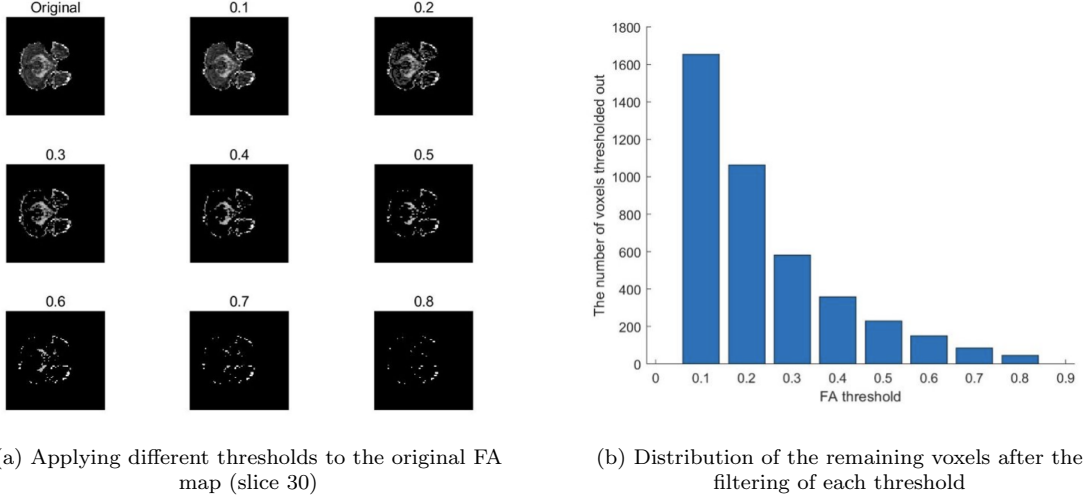 Original 0.1 0.2
0.3 0.4 0.5
0.6 0.7 0.8
(a) Applying different thresholds to the original FA
map (slice 30)
The number of voxels thresholded out
1800
1600
1400
1200
1000
800
600
400
200
0
0 0.1 0.2 0.3 0.4 0.5 0.6 0.7 0.8 0.9
FA threshold
(b) Distribution of the remaining voxels after the
filtering of each threshold